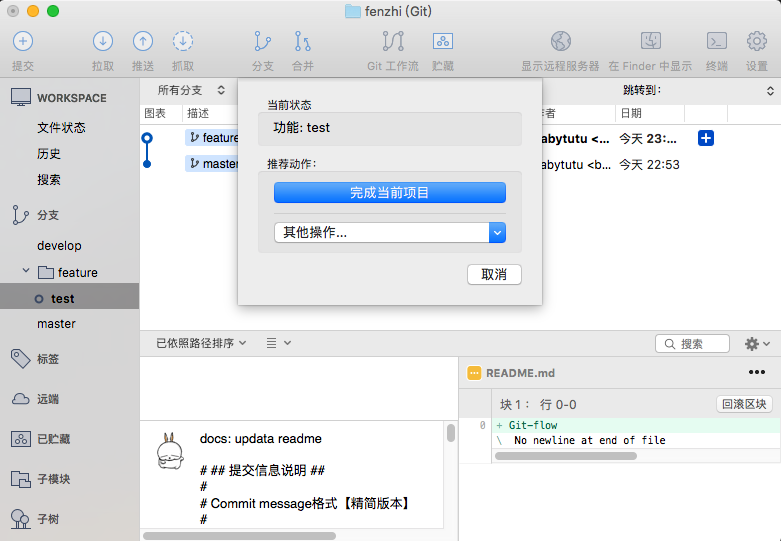 fenzhi (Git)
提交 拉取 推送 抓取 分支 合并 Git 工作流 贮藏 显示远程服务器 在 Finder 中显示 终端 设置
WORKSPACE
文件状态
历史
搜索
分支
develop
feature
test
master
标签
远端
已贮藏
子模块
子树
所有分支 跳转到:
图表 描述 者 日期
feature abytutu <... 今天 23:...
master abytutu <b... 今天 22:53
当前状态
功能: test
推荐动作:
完成当前项目
其他操作...
取消
已依照路径排序 搜索
docs: updata readme
# ## 提交信息说明 ##
#
# Commit message格式【精简版本】
#
README.md
块 1： 行 0-0 回滚区块
0 + Git-flow
\ No newline at end of file